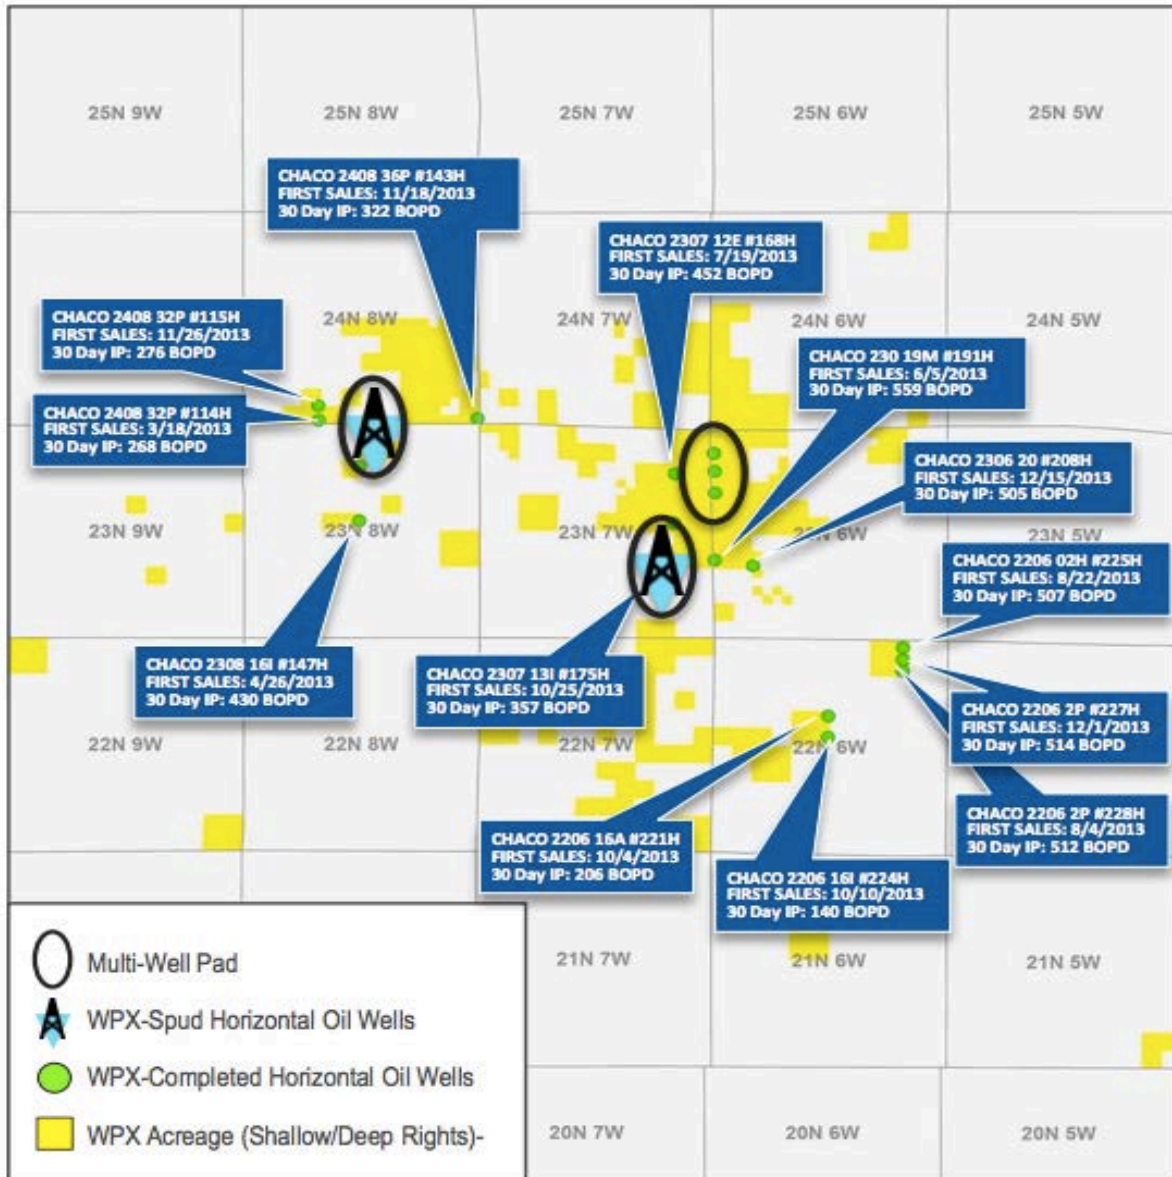 25N 9W
25N 8W
25N 7W
25N 6W
25N 5W
CHACO 2408 36P #143H
FIRST SALES: 11/18/2013
30 Day IP: 322 BOPD
CHACO 2307 12E #168H
FIRST SALES: 7/19/2013
30 Day IP: 452 BOPD
CHACO 2408 32P #115H
FIRST SALES: 11/26/2013
30 Day IP: 276 BOPD
24N 8W
24N 7W
24N 6W
24N 5W
CHACO 230 19M #191H
FIRST SALES: 6/5/2013
30 Day IP: 559 BOPD
CHACO 2408 32P #114H
FIRST SALES: 3/18/2013
30 Day IP: 268 BOPD
CHACO 2306 20 #208H
FIRST SALES: 12/15/2013
30 Day IP: 505 BOPD
23N 9W
23N 8W
23N 7W
6W
23N 5W
CHACO 2206 02H #225H
FIRST SALES: 8/22/2013
30 Day IP: 507 BOPD
CHACO 2308 16I #147H
FIRST SALES: 4/26/2013
30 Day IP: 430 BOPD
CHACO 2307 13I #175H
FIRST SALES: 10/25/2013
30 Day IP: 357 BOPD
CHACO 2206 2P #227H
FIRST SALES: 12/1/2013
30 Day IP: 514 BOPD
22N 9W
22N 8W
22N 7W
22N 6W
CHACO 2206 2P #228H
FIRST SALES: 8/4/2013
30 Day IP: 512 BOPD
CHACO 2206 16A #221H
FIRST SALES: 10/4/2013
30 Day IP: 206 BOPD
CHACO 2206 16I #224H
FIRST SALES: 10/10/2013
30 Day IP: 140 BOPD
21N 7W
21N 6W
21N 5W
20N 7W
20N 6W
20N 5W
Multi-Well Pad
WPX-Spud Horizontal Oil Wells
WPX-Completed Horizontal Oil Wells
WPX Acreage (Shallow/Deep Rights)-